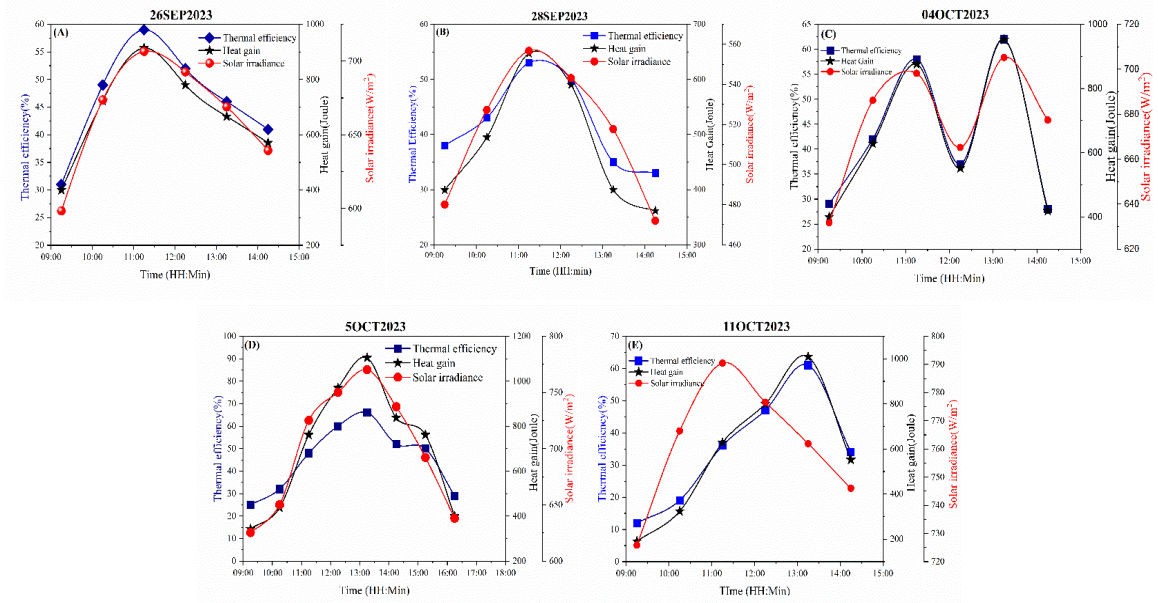 26SEP2023
(A)
Thermal efficiency
Heat gain
Solar irradiance
60
55
50
45
40
35
30
25
20
Thermal efficiency(%)
1000
800
600
400
200
Heat gain(Joule)
700
650
600
Solar irradiance(W/m²)
09:00 10:00 11:00 12:00 13:00 14:00 15:00
Time (HH:Min)
28SEP2023
(B)
Thermal efficiency
Heat gain
Solar irradiance
60
50
40
30
20
Thermal Efficiency(%)
700
600
500
400
300
Heat Gain(Joule)
560
540
520
500
480
460
Solar irradiance(W/m²)
09:00 10:00 11:00 12:00 13:00 14:00 15:00
Time (HH:min)
04OCT2023
(C)
Thermal efficiency
Heat Gain
Solar irradiance
65
60
55
50
45
40
35
30
25
20
Thermal efficiency(%)
1000
800
600
400
Heat gain(Joule)
720
700
680
660
640
620
Solar irradiance(W/m²)
09:00 10:00 11:00 12:00 13:00 14:00 15:00
Time (HH:Min)
5OCT2023
(D)
Thermal efficiency
Heat gain
Solar irradiance
100
90
80
70
60
50
40
30
20
10
0
Thermal efficiency(%)
1200
1000
800
600
400
200
Heat gain(Joule)
800
750
700
650
600
Solar irradiance(W/m²)
09:00 10:00 11:00 12:00 13:00 14:00 15:00 16:00 17:00 18:00
Time (HH:Min)
11OCT2023
(E)
Thermal efficiency
Heat gain
Solar irradiance
70
60
50
40
30
20
10
0
Thermal efficiency(%)
1000
800
600
400
200
Heat gain(Joule)
800
790
780
770
760
750
740
730
720
Solar irradiance(W/m²)
09:00 10:00 11:00 12:00 13:00 14:00 15:00
Time (HH:Min)